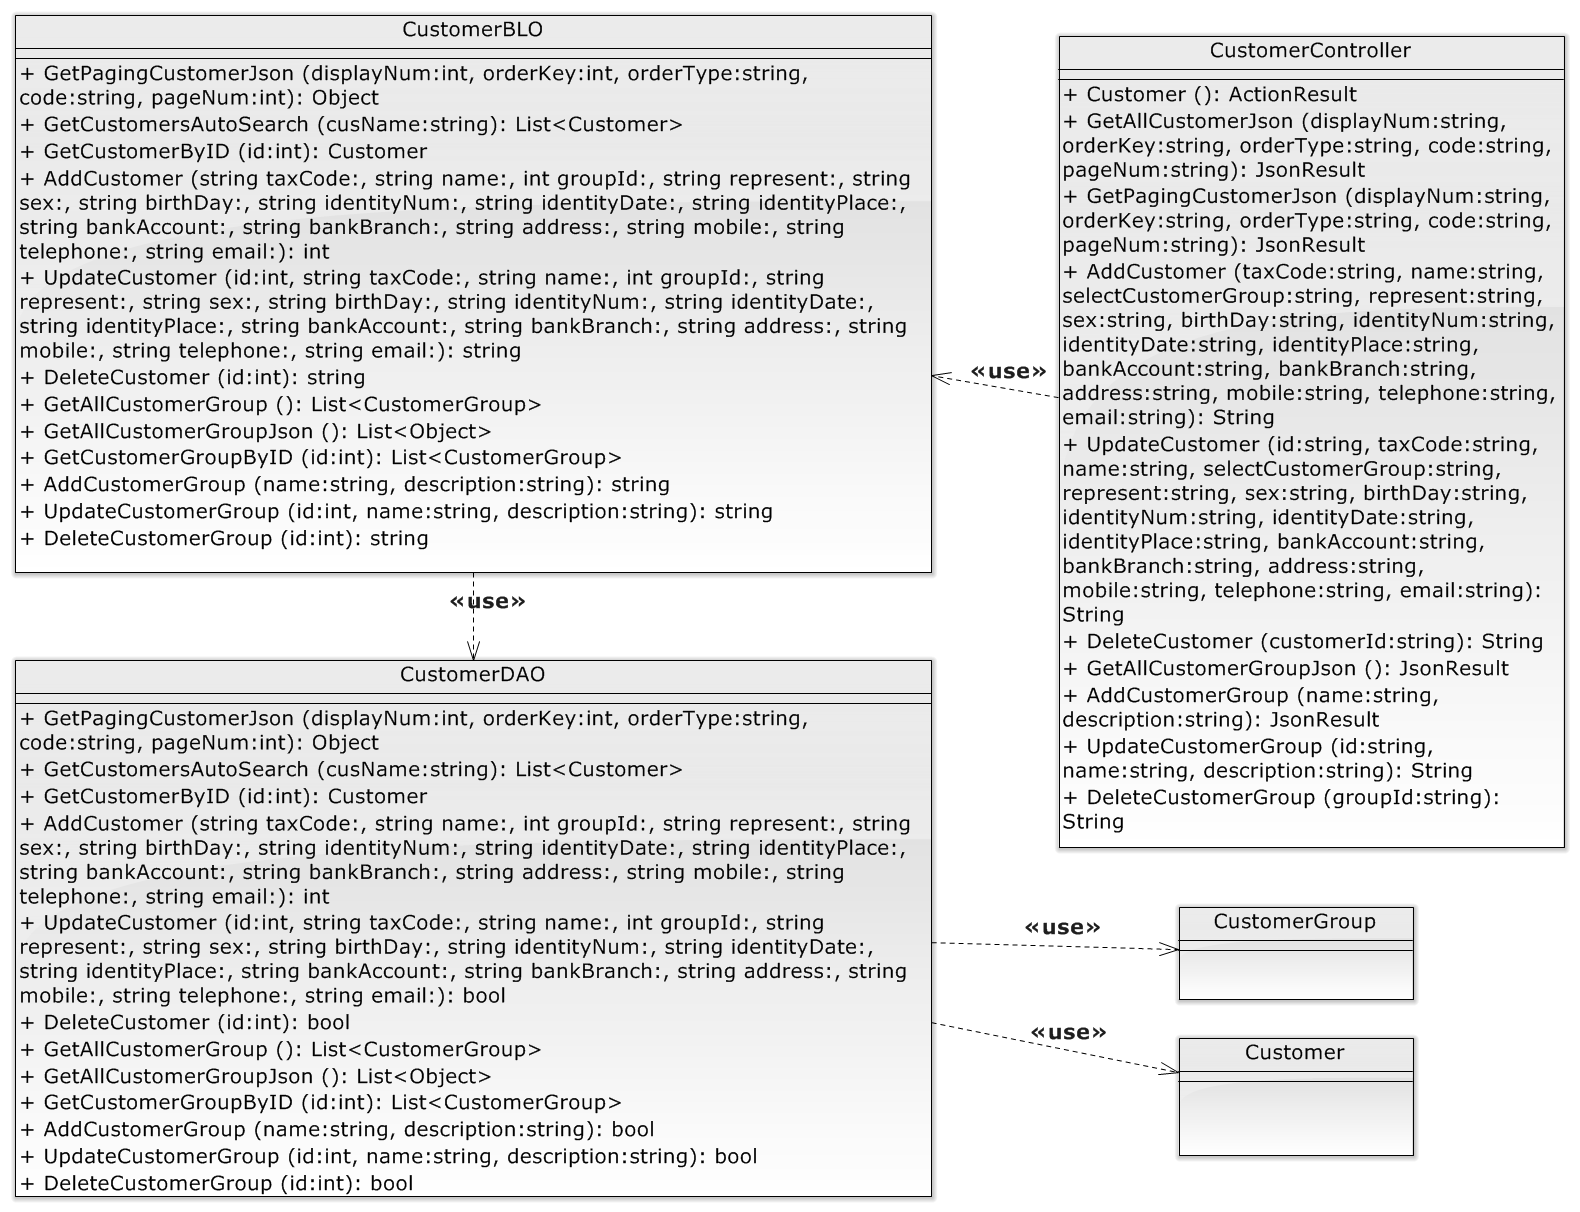 CustomerBLO
+ GetPagingCustomerJson (displayNum:int, orderKey:int, orderType:string,
code:string, pageNum:int): Object
+ GetCustomersAutoSearch (cusName:string): List<Customer>
+ GetCustomerByID (id:int): Customer
+ AddCustomer (string taxCode:, string name:, int groupId:, string represent:, string
sex:, string birthDay:, string identityNum:, string identityDate:, string identityPlace:,
string bankAccount:, string bankBranch:, string address:, string mobile:, string
telephone:, string email:): int
+ UpdateCustomer (id:int, string taxCode:, string name:, int groupId:, string
represent:, string sex:, string birthDay:, string identityNum:, string identityDate:,
string identityPlace:, string bankAccount:, string bankBranch:, string address:, string
mobile:, string telephone:, string email:): string
+ DeleteCustomer (id:int): string
+ GetAllCustomerGroup (): List<CustomerGroup>
+ GetAllCustomerGroupJson (): List<Object>
+ GetCustomerGroupByID (id:int): List<CustomerGroup>
+ AddCustomerGroup (name:string, description:string): string
+ UpdateCustomerGroup (id:int, name:string, description:string): string
+ DeleteCustomerGroup (id:int): string
«use»
CustomerController
+ Customer (): ActionResult
+ GetAllCustomerJson (displayNum:string,
orderKey:string, orderType:string, code:string,
pageNum:string): JsonResult
+ GetPagingCustomerJson (displayNum:string,
orderKey:string, orderType:string, code:string,
pageNum:string): JsonResult
+ AddCustomer (taxCode:string, name:string,
selectCustomerGroup:string, represent:string,
sex:string, birthDay:string, identityNum:string,
identityDate:string, identityPlace:string,
bankAccount:string, bankBranch:string,
address:string, mobile:string, telephone:string,
email:string): String
+ UpdateCustomer (id:string, taxCode:string,
name:string, selectCustomerGroup:string,
represent:string, sex:string, birthDay:string,
identityNum:string, identityDate:string,
identityPlace:string, bankAccount:string,
bankBranch:string, address:string,
mobile:string, telephone:string, email:string):
String
+ DeleteCustomer (customerId:string): String
+ GetAllCustomerGroupJson (): JsonResult
+ AddCustomerGroup (name:string,
description:string): JsonResult
+ UpdateCustomerGroup (id:string,
name:string, description:string): String
+ DeleteCustomerGroup (groupId:string):
String
«use»
CustomerDAO
+ GetPagingCustomerJson (displayNum:int, orderKey:int, orderType:string,
code:string, pageNum:int): Object
+ GetCustomersAutoSearch (cusName:string): List<Customer>
+ GetCustomerByID (id:int): Customer
+ AddCustomer (string taxCode:, string name:, int groupId:, string represent:, string
sex:, string birthDay:, string identityNum:, string identityDate:, string identityPlace:,
string bankAccount:, string bankBranch:, string address:, string mobile:, string
telephone:, string email:): int
+ UpdateCustomer (id:int, string taxCode:, string name:, int groupId:, string
represent:, string sex:, string birthDay:, string identityNum:, string identityDate:,
string identityPlace:, string bankAccount:, string bankBranch:, string address:, string
mobile:, string telephone:, string email:): bool
+ DeleteCustomer (id:int): bool
+ GetAllCustomerGroup (): List<CustomerGroup>
+ GetAllCustomerGroupJson (): List<Object>
+ GetCustomerGroupByID (id:int): List<CustomerGroup>
+ AddCustomerGroup (name:string, description:string): bool
+ UpdateCustomerGroup (id:int, name:string, description:string): bool
+ DeleteCustomerGroup (id:int): bool
«use»
CustomerGroup
«use»
Customer